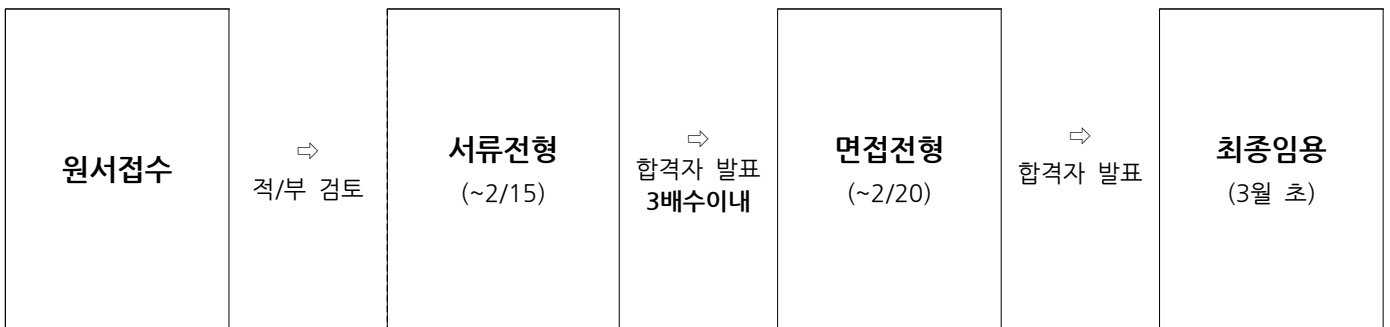 원서접수
⇨
적/부 검토
서류전형
(~2/15)
⇨
합격자 발표
3배수이내
면접전형
(~2/20)
⇨
합격자 발표
최종임용
(3월 초)